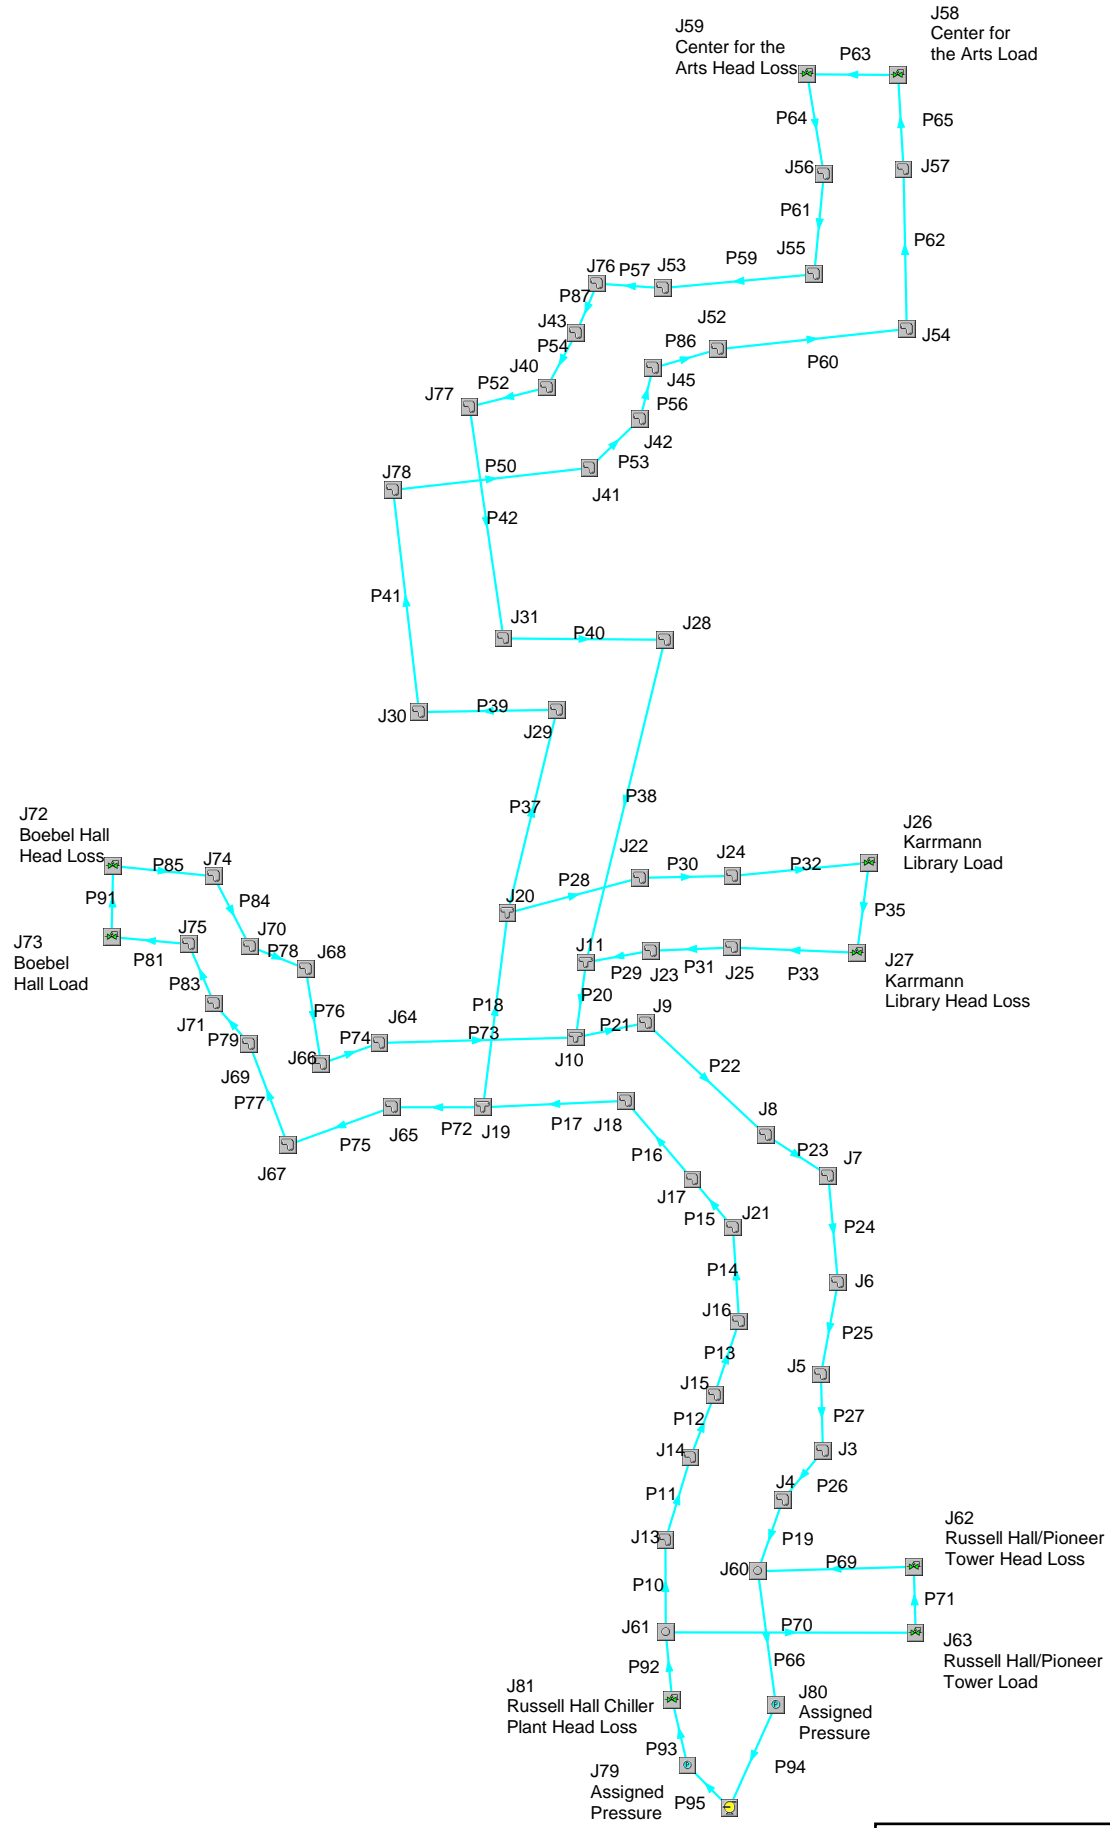 J59
Center for the
Arts Head Loss
J58
Center for
the Arts Load
P63
P64
P65
J56
J57
P61
P62
J55
P59
J53
P57
J76
P87
J43
P54
J52
J54
P86
P60
J40
P52
J45
J77
P56
J42
P53
J78
P50
J41
P42
P41
J31
P40
J28
J30
P39
J29
P37
P38
J72
Boebel Hall
Head Loss
P85
J74
J22
P30
J24
P32
J26
Karrmann
Library Load
P91
P84
J20
P28
P35
J73
Boebel
Hall Load
J75
P81
J70
P78
J68
J11
P29
J23
P31
J25
P33
J27
Karrmann
Library Head Loss
P83
P76
P18
P20
J71
P79
J64
P74
P73
J66
J10
P21
J9
P22
J69
P77
J65
P72
J19
P17
J18
J8
P75
J67
P16
P23
J7
J17
P15
J21
P24
P14
J6
J16
P25
P13
J5
J15
P12
P27
J14
J3
P11
J4
P26
J13
P19
J62
Russell Hall/Pioneer
Tower Head Loss
J60
P69
P10
P71
J61
P70
J63
Russell Hall/Pioneer
Tower Load
P92
P66
J81
Russell Hall Chiller
Plant Head Loss
J80
Assigned
Pressure
P93
P94
J79
Assigned
Pressure
P95